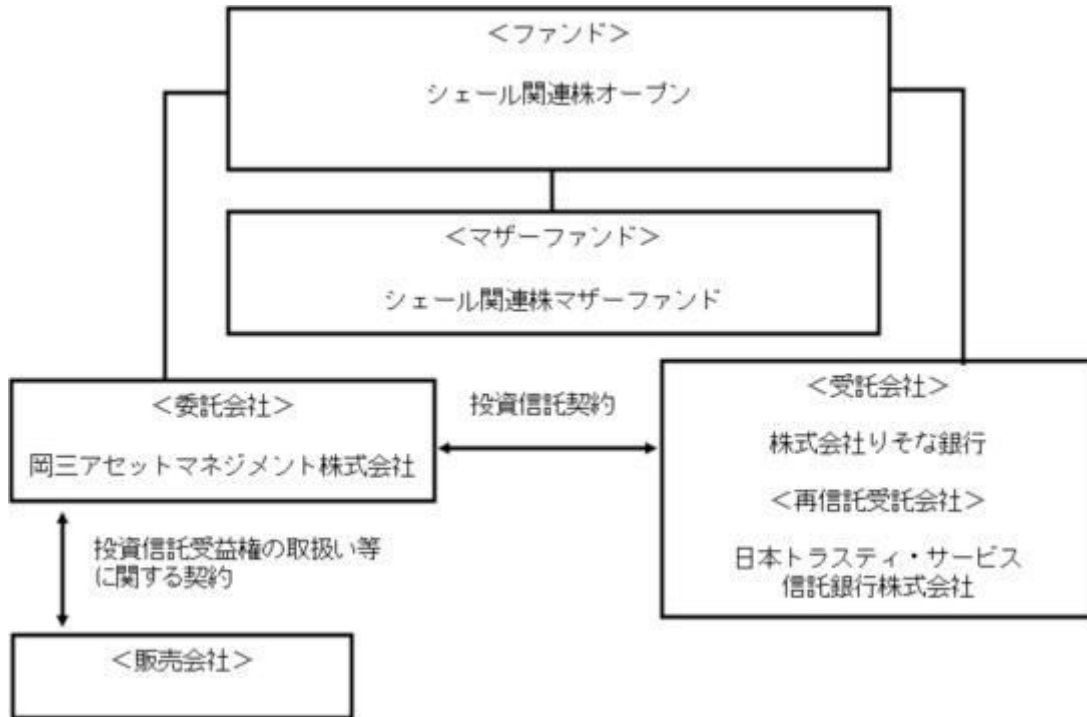 <ファンド>
シェール関連株オープン
<マザーファンド>
シェール関連株マザーファンド
<委託会社>
岡三アセットマネジメント株式会社
投資信託契約
<受託会社>
株式会社りそな銀行
<再信託受託会社>
日本トラスティ・サービス
信託銀行株式会社
投資信託受益権の取扱い等
に関する契約
<販売会社>